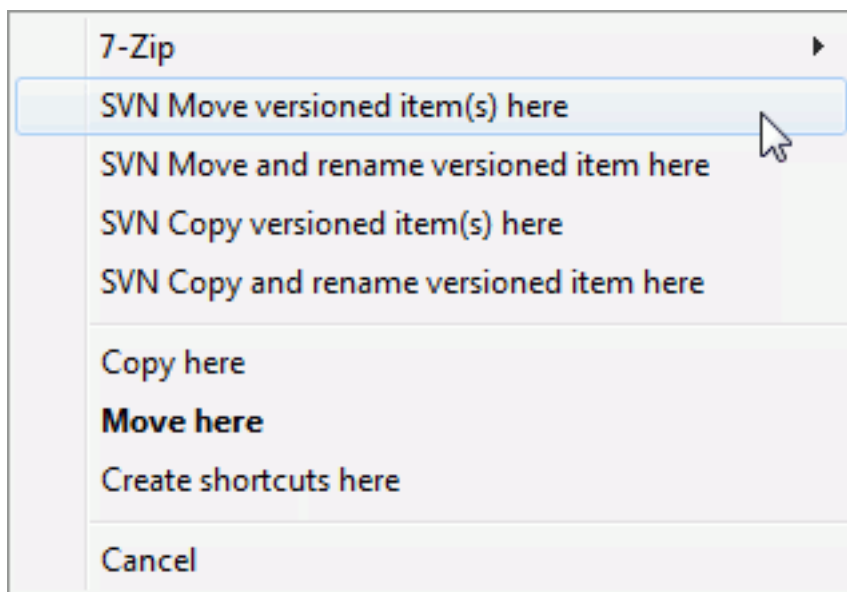 7-Zip
SVN Move versioned item(s) here
SVN Move and rename versioned item here
SVN Copy versioned item(s) here
SVN Copy and rename versioned item here
Copy here
Move here
Create shortcuts here
Cancel